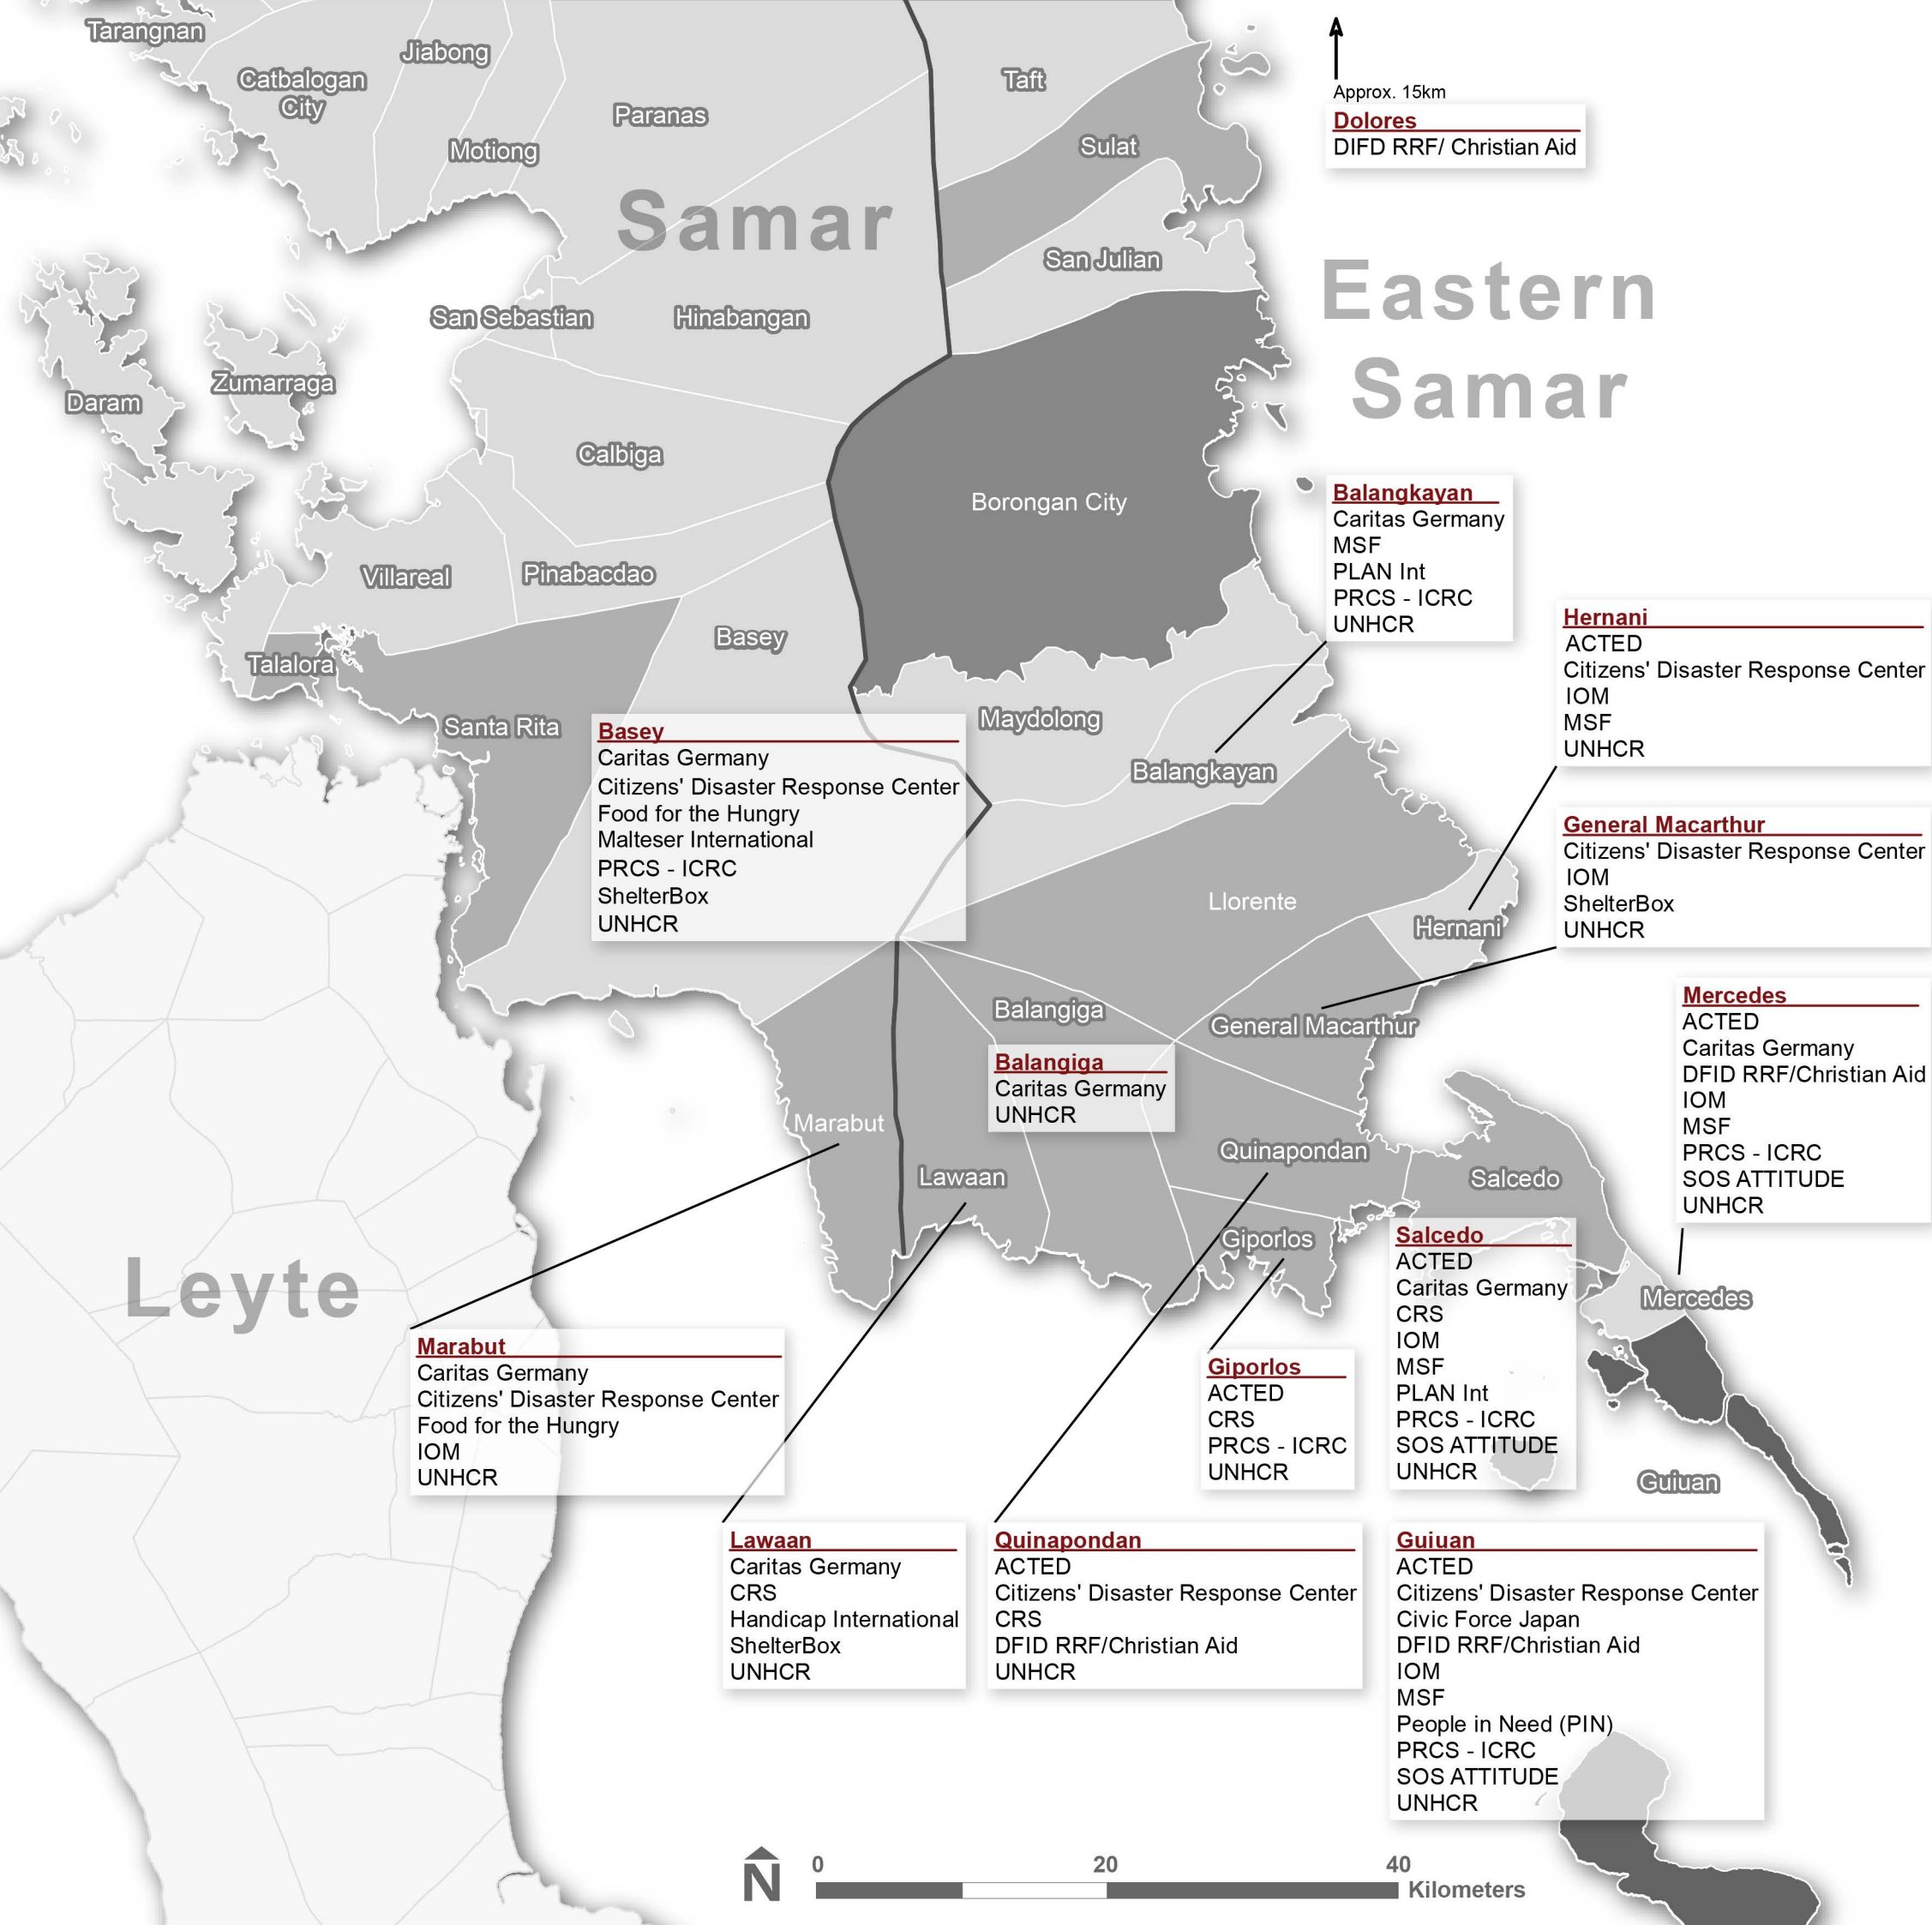 Tarangnan
Jiabong
Catbalogan
City
Motiong
Paranas
Taft
Sulat
Approx. 15km
Dolores
DIFD RRF/ Christian Aid
Samar
San Julian
Eastern
Samar
San Sebastian
Hinabangan
Daram
Zumarraga
Calbiga
Borongan City
Villareal
Pinabacdao
Talalora
Basey
Santa Rita
Maydolong
Balangkayan
Balangkayan
Caritas Germany
MSF
PLAN Int
PRCS - ICRC
UNHCR
Hernani
ACTED
Citizens' Disaster Response Center
IOM
MSF
UNHCR
Basey
Caritas Germany
Citizens' Disaster Response Center
Food for the Hungry
Malteser International
PRCS - ICRC
ShelterBox
UNHCR
General Macarthur
Citizens' Disaster Response Center
IOM
ShelterBox
UNHCR
Llorente
Hernani
Balangiga
General Macarthur
Balangiga
Caritas Germany
UNHCR
Mercedes
ACTED
Caritas Germany
DFID RRF/Christian Aid
IOM
MSF
PRCS - ICRC
SOS ATTITUDE
UNHCR
Marabut
Lawaan
Quinapondan
Salcedo
Giporlos
Mercedes
Leyte
Salcedo
ACTED
Caritas Germany
CRS
IOM
MSF
PLAN Int
PRCS - ICRC
SOS ATTITUDE
UNHCR
Marabut
Caritas Germany
Citizens' Disaster Response Center
Food for the Hungry
IOM
UNHCR
Giporlos
ACTED
CRS
PRCS - ICRC
UNHCR
Guiuan
Lawaan
Caritas Germany
CRS
Handicap International
ShelterBox
UNHCR
Quinapondan
ACTED
Citizens' Disaster Response Center
CRS
DFID RRF/Christian Aid
UNHCR
Guiuan
ACTED
Citizens' Disaster Response Center
Civic Force Japan
DFID RRF/Christian Aid
IOM
MSF
People in Need (PIN)
PRCS - ICRC
SOS ATTITUDE
UNHCR
N
0 20 40
Kilometers